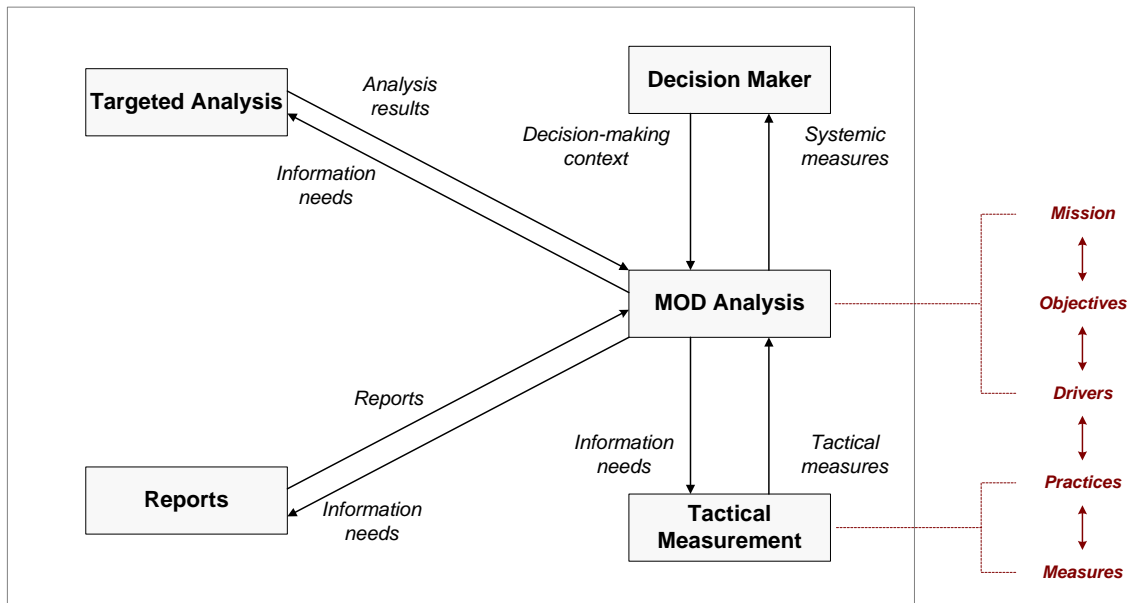 Targeted Analysis
Analysis
results
Information
needs
Decision Maker
Decision-making
context
Systemic
measures
MOD Analysis
Reports
Reports
Information
needs
Information
needs
Tactical
measures
Tactical
Measurement
Mission
Objectives
Drivers
Practices
Measures